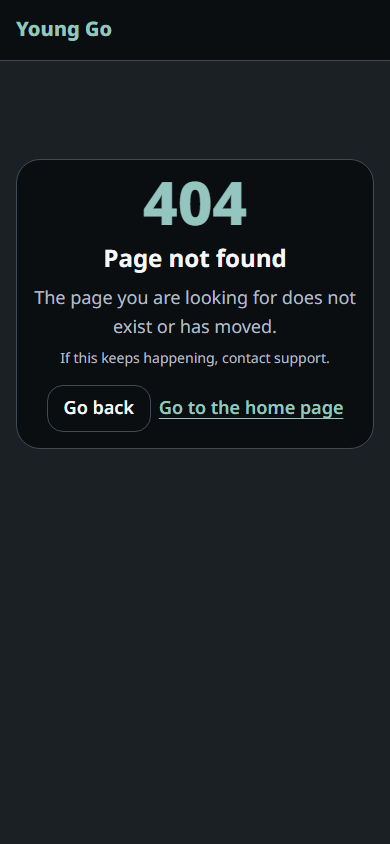 Young Go
404
Page not found
The page you are looking for does not
exist or has moved.
If this keeps happening, contact support.
Go back
Go to the home page